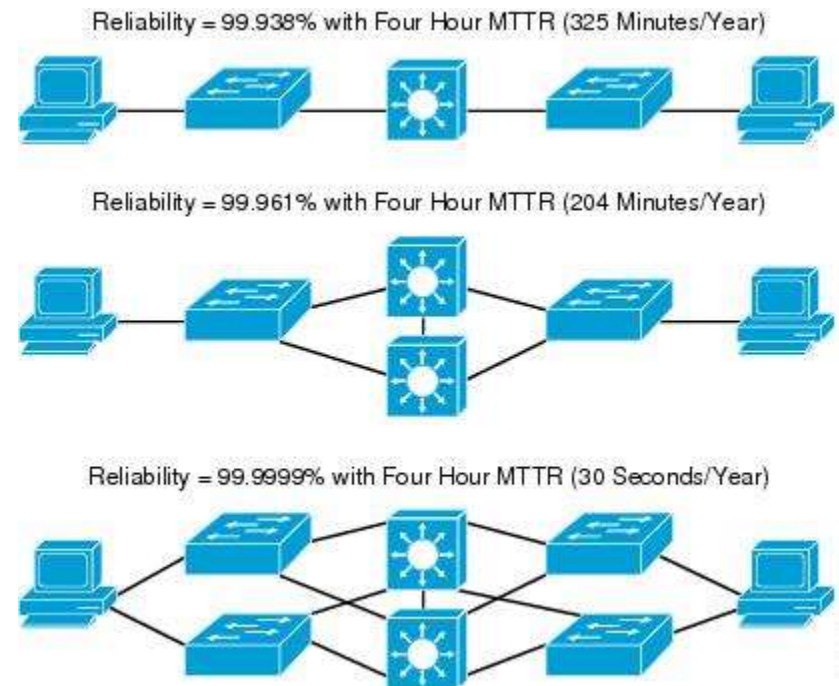 Reliability = 99.938% with Four Hour MTTR (325 Minutes/Year)
Reliability = 99.961% with Four Hour MTTR (204 Minutes/Year)
Reliability = 99.9999% with Four Hour MTTR (30 Seconds/Year)